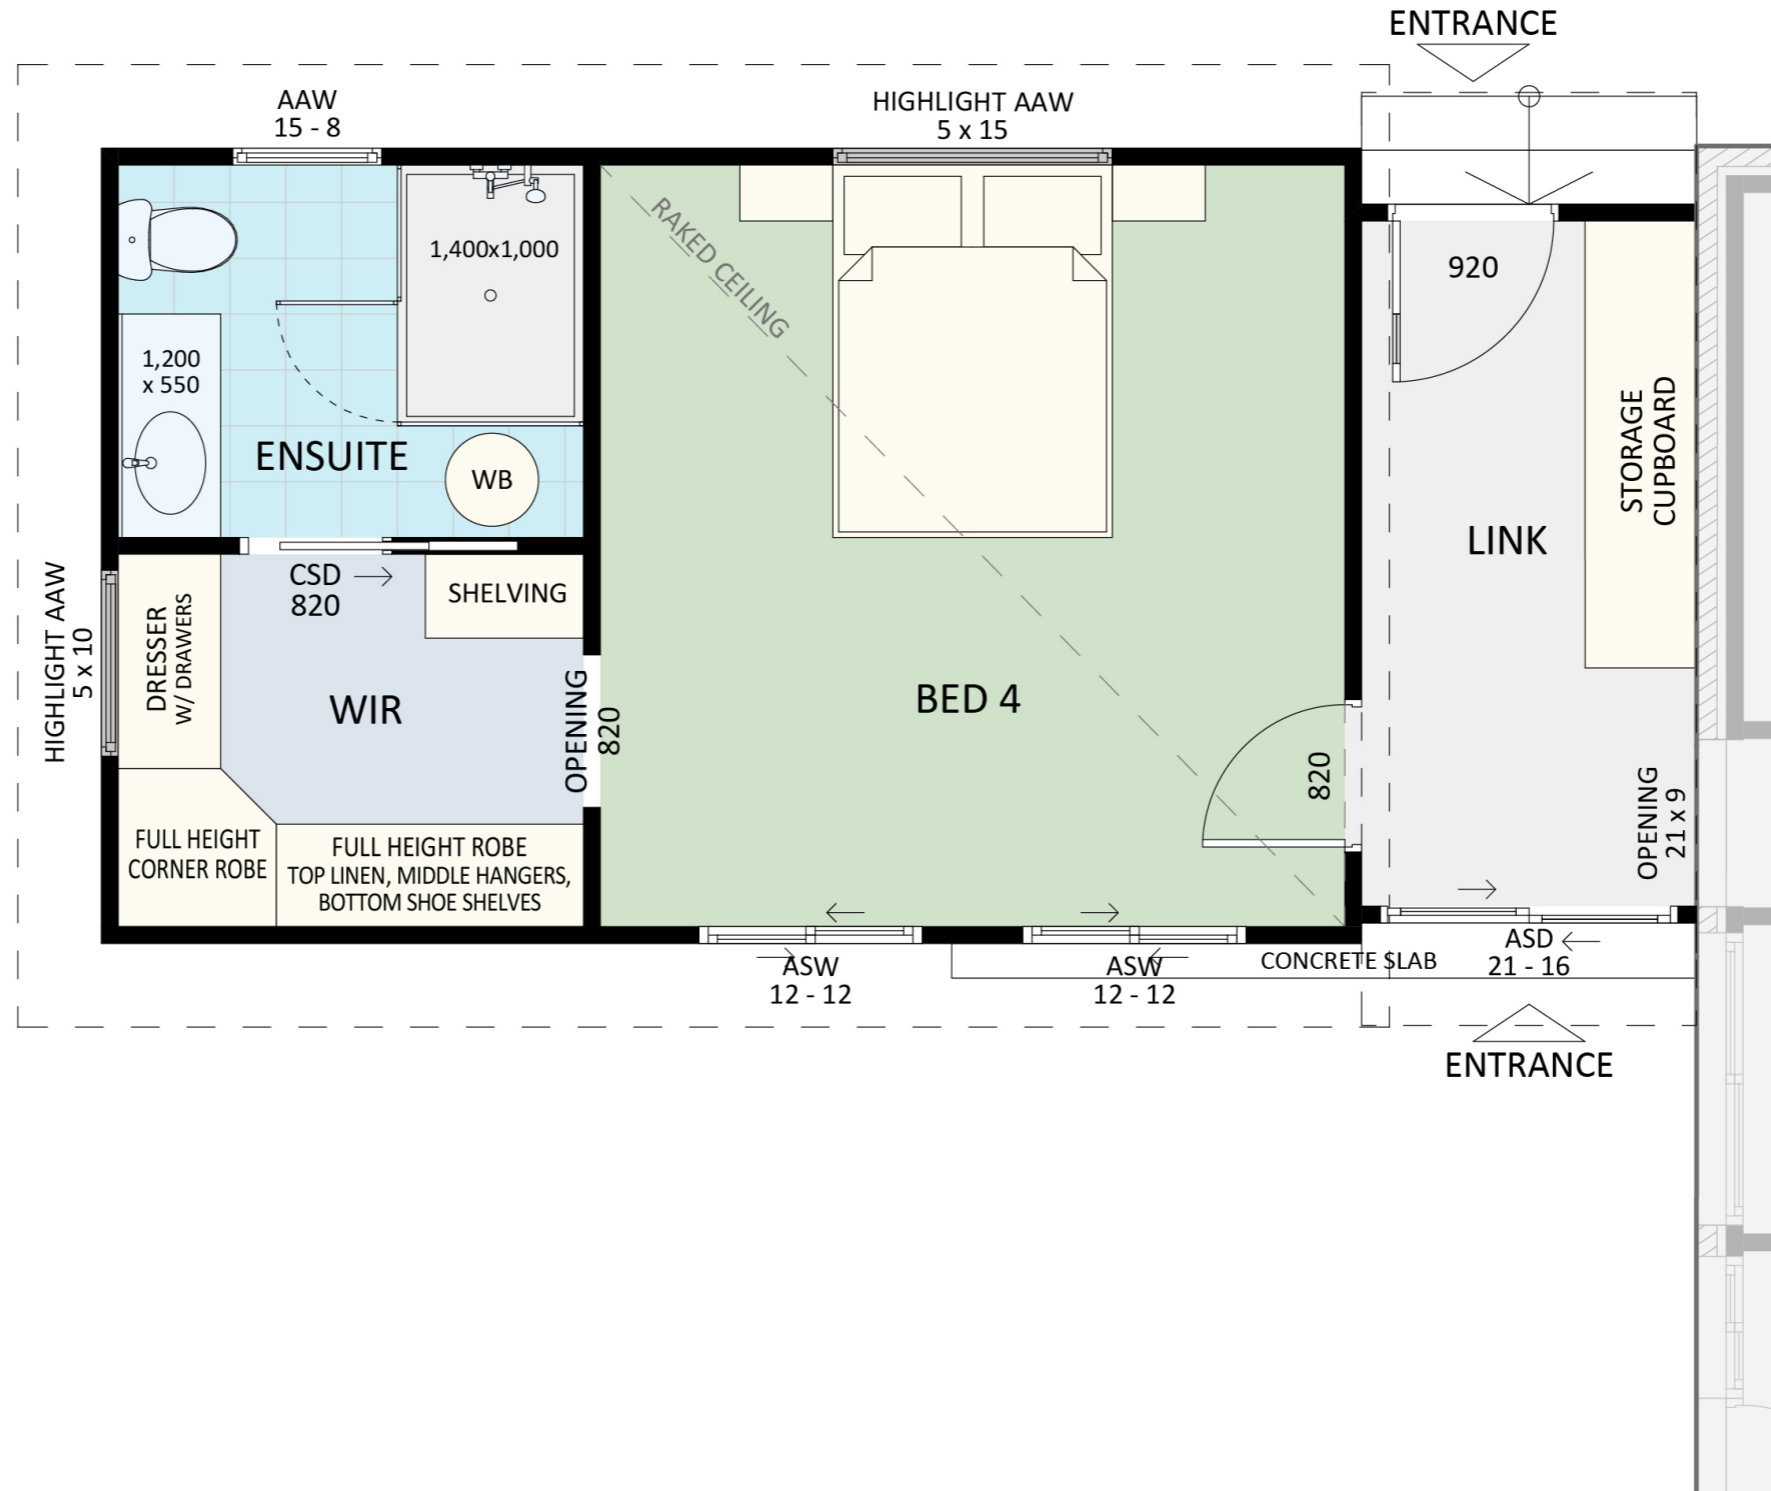 ENTRANCE
AAW
15 - 8
HIGHLIGHT AAW
5 x 15
1,400x1,000
RAKED CEILING
920
1,200
x 550
ENSUITE
WB
STORAGE
CUPBOARD
LINK
HIGHLIGHT AAW
5 x 10
CSD
820
SHELVING
DRESSER
W/ DRAWERS
WIR
OPENING
820
BED 4
820
OPENING
21 x 9
FULL HEIGHT
CORNER ROBE
FULL HEIGHT ROBE
TOP LINEN, MIDDLE HANGERS,
BOTTOM SHOE SHELVES
ASW
12 - 12
ASW
12 - 12
CONCRETE SLAB
ASD
21 - 16
ENTRANCE